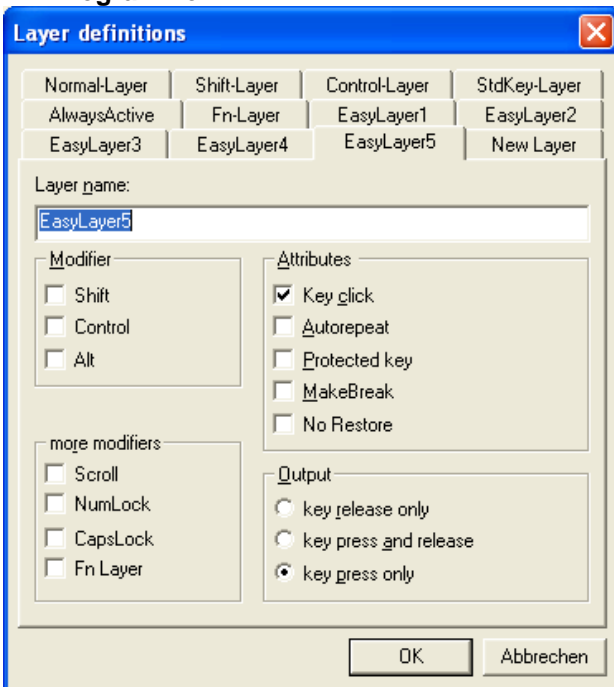 Layer definitions
Normal-Layer Shift-Layer Control-Layer StdKey-Layer
AlwaysActive Fn-Layer EasyLayer1 EasyLayer2
EasyLayer3 EasyLayer4 EasyLayer5 New Layer
Layer name:
EasyLayer5
Modifier
Shift
Control
Alt
more modifiers
Scroll
NumLock
CapsLock
Fn Layer
Attributes
Key click
Autorepeat
Protected key
MakeBreak
No Restore
Output
key release only
key press and release
key press only
OK Abbrechen